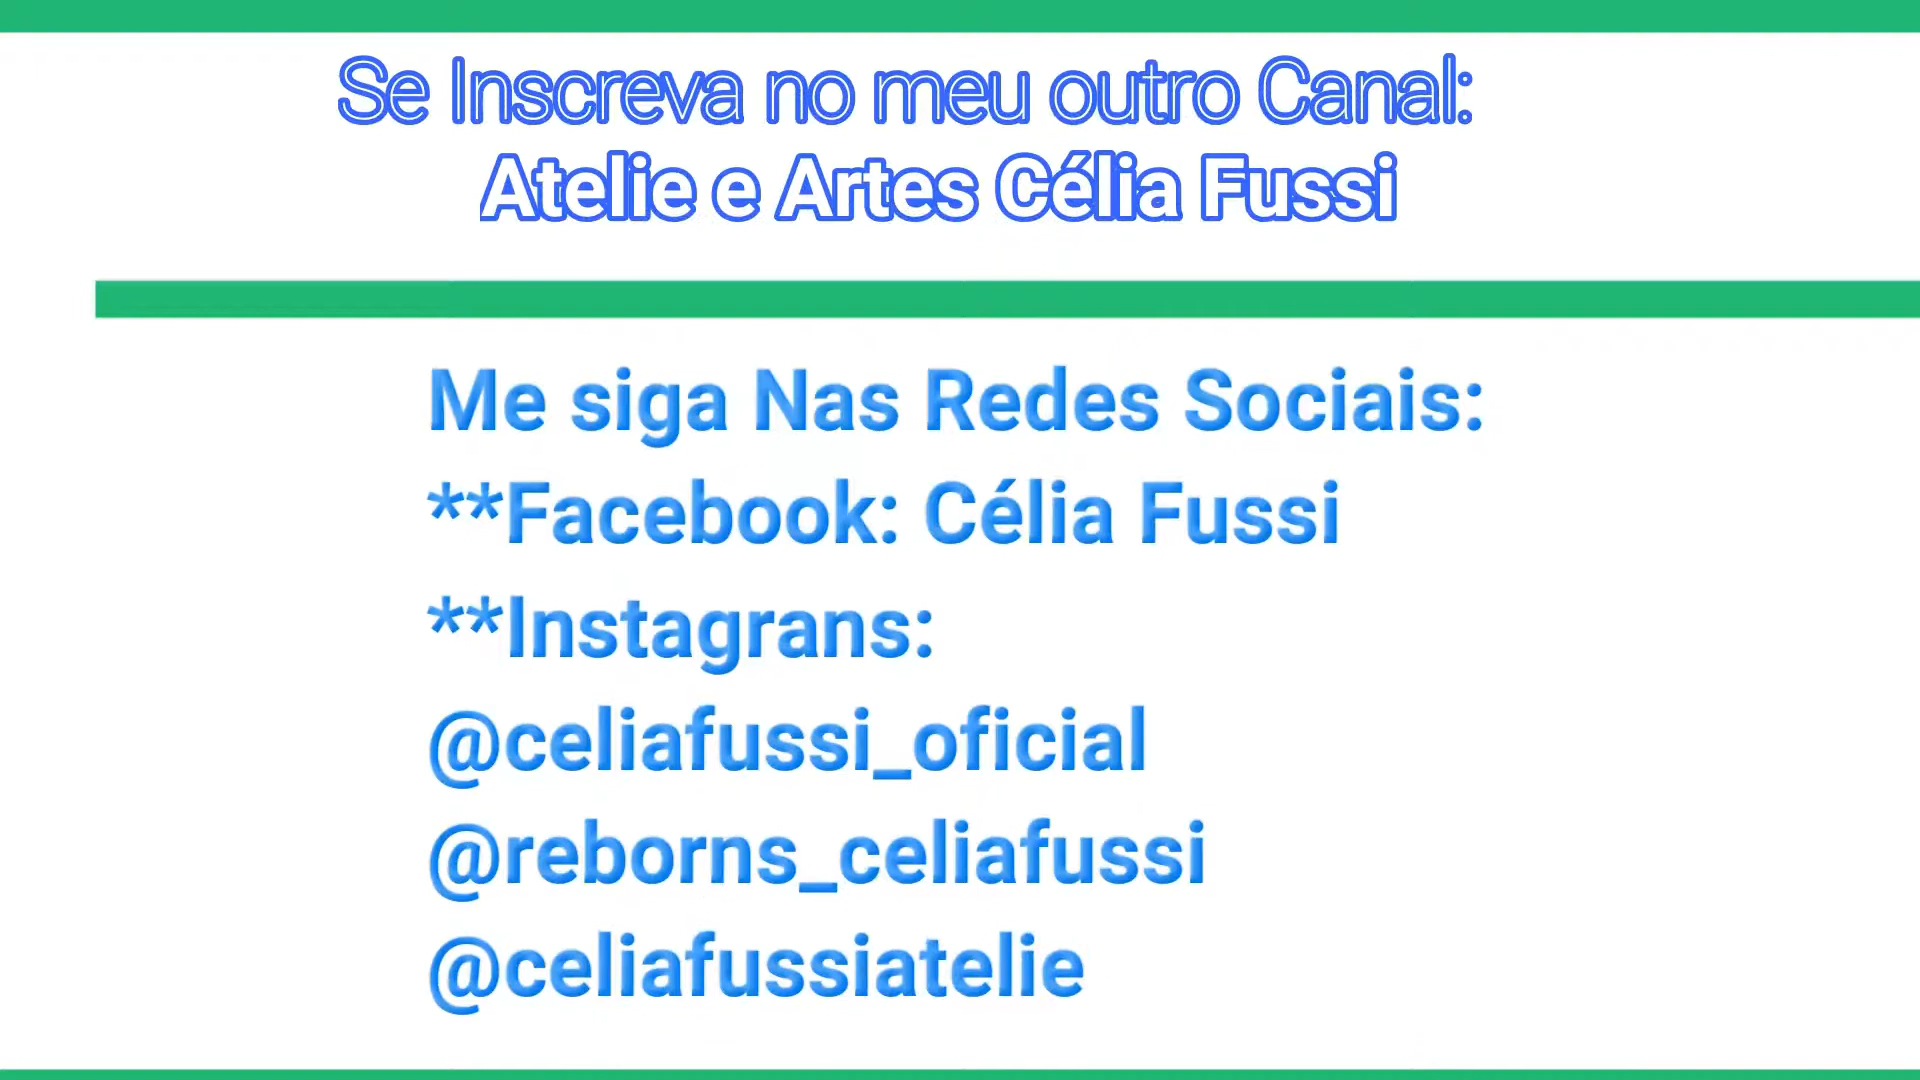 Se Inscreva no meu outro Canal:
Atelie e Artes Célia Fussi
Me siga Nas Redes Sociais:
**Facebook: Célia Fussi
**Instagrans:
@celiafussi_oficial
@reborns_celiafussi
@celiafussiatelie